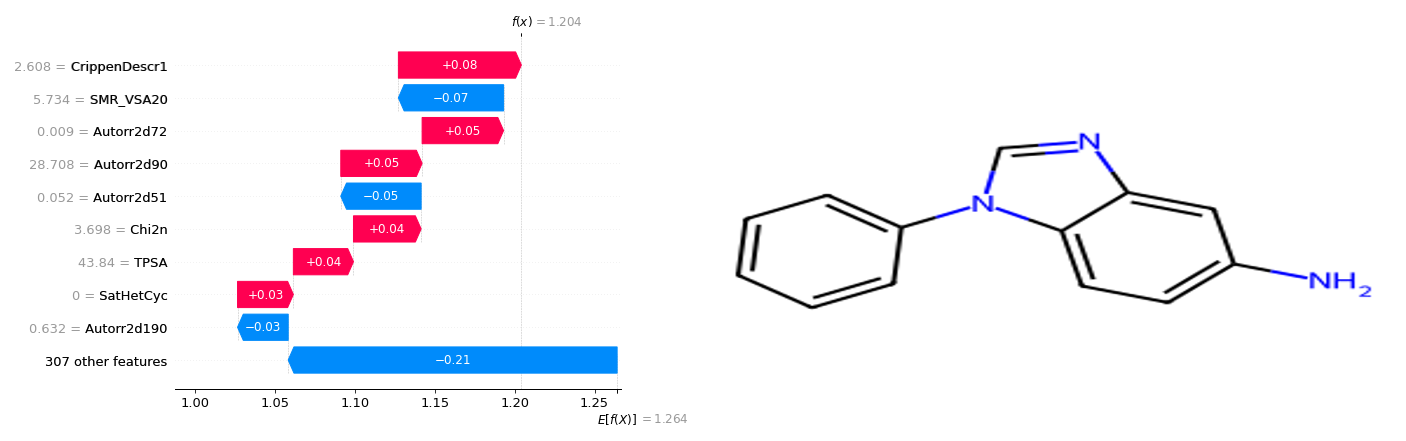 f(x) = 1.204
2.608 = CrippenDescr1
+0.08
5.734 = SMR_VSA20
−0.07
0.009 = Autorr2d72
+0.05
28.708 = Autorr2d90
+0.05
0.052 = Autorr2d51
−0.05
3.698 = Chi2n
+0.04
43.84 = TPSA
+0.04
0 = SatHetCyc
+0.03
0.632 = Autorr2d190
−0.03
307 other features
−0.21
1.00 1.05 1.10 1.15 1.20 1.25
E[f(X)] = 1.264
N
N
NH2